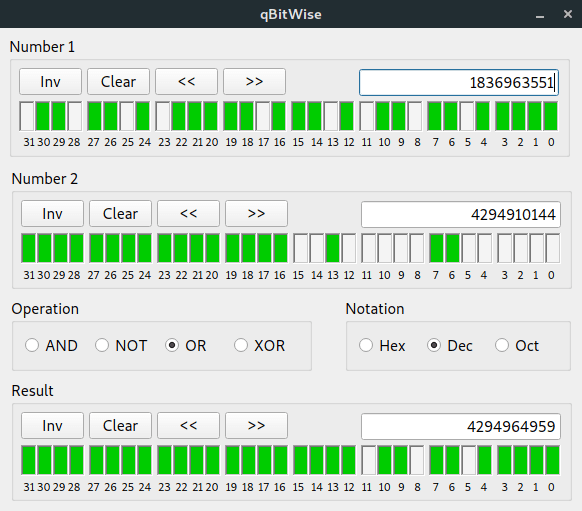 qBitWise
Number 1
Inv Clear << >> 1836963551
31 30 29 28 27 26 25 24 23 22 21 20 19 18 17 16 15 14 13 12 11 10 9 8 7 6 5 4 3 2 1 0
Number 2
Inv Clear << >> 4294910144
31 30 29 28 27 26 25 24 23 22 21 20 19 18 17 16 15 14 13 12 11 10 9 8 7 6 5 4 3 2 1 0
Operation Notation
AND NOT OR XOR Hex Dec Oct
Result
Inv Clear << >> 4294964959
31 30 29 28 27 26 25 24 23 22 21 20 19 18 17 16 15 14 13 12 11 10 9 8 7 6 5 4 3 2 1 0